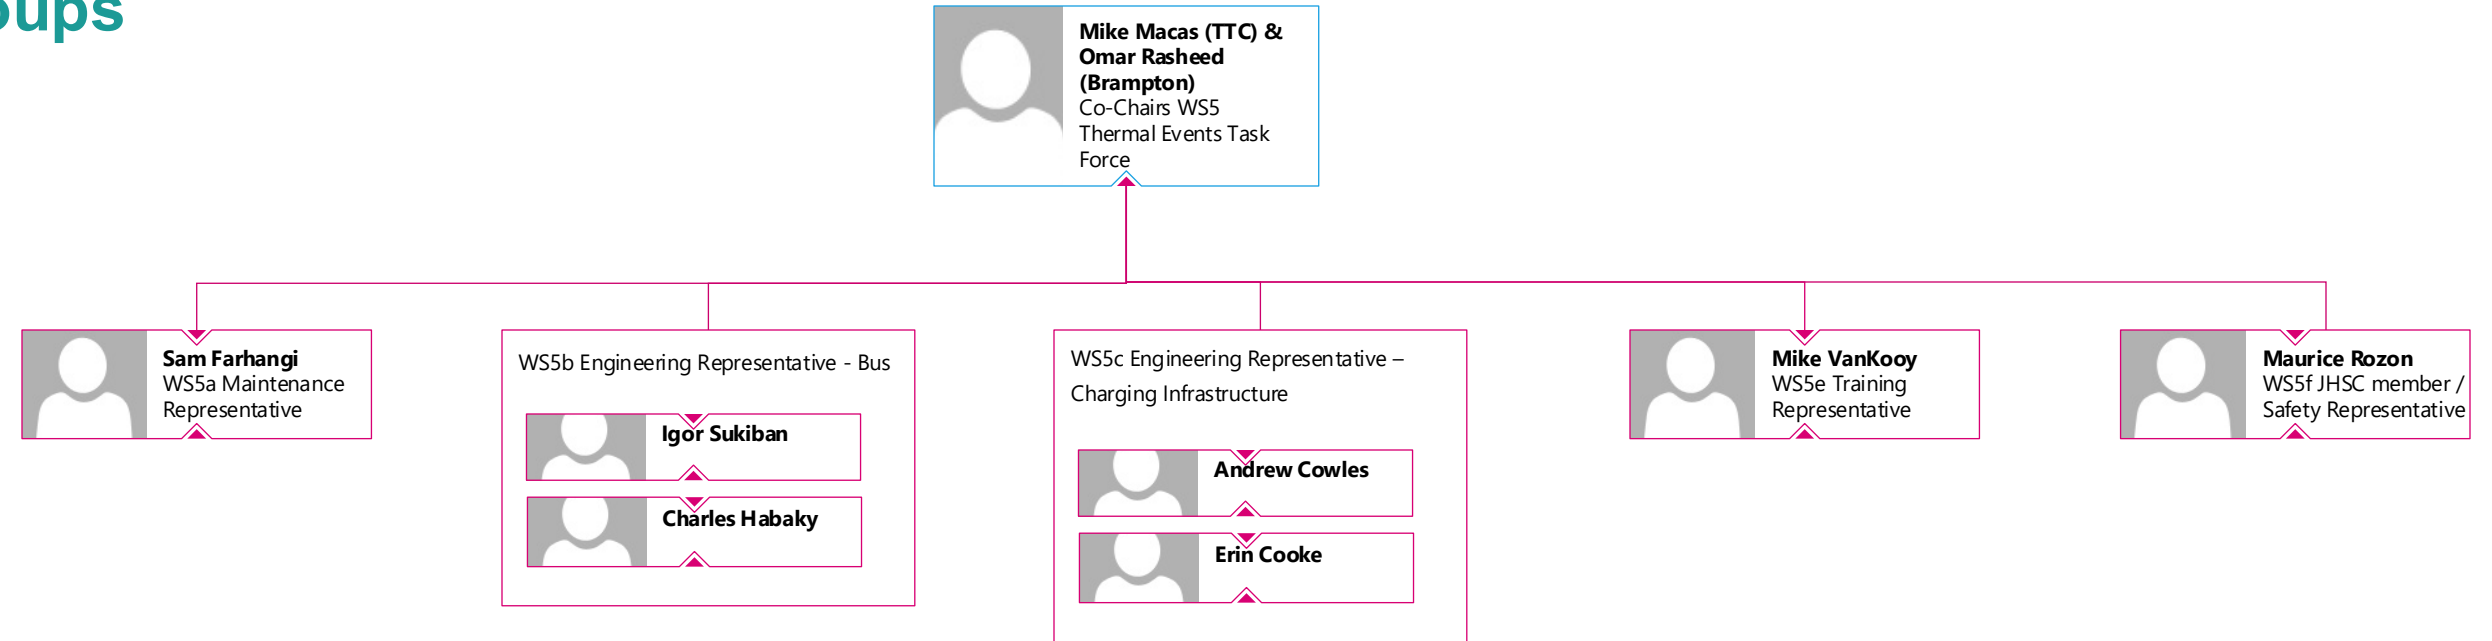 oups
Mike Macas (TTC) &
Omar Rasheed
(Brampton)
Co-Chairs WS5
Thermal Events Task
Force
Sam Farhangi
WS5a Maintenance
Representative
WS5b Engineering Representative - Bus
Igor Sukiban
Charles Habaky
WS5c Engineering Representative –
Charging Infrastructure
Andrew Cowles
Erin Cooke
Mike VanKooy
WS5e Training
Representative
Maurice Rozon
WS5f JHSC member /
Safety Representative